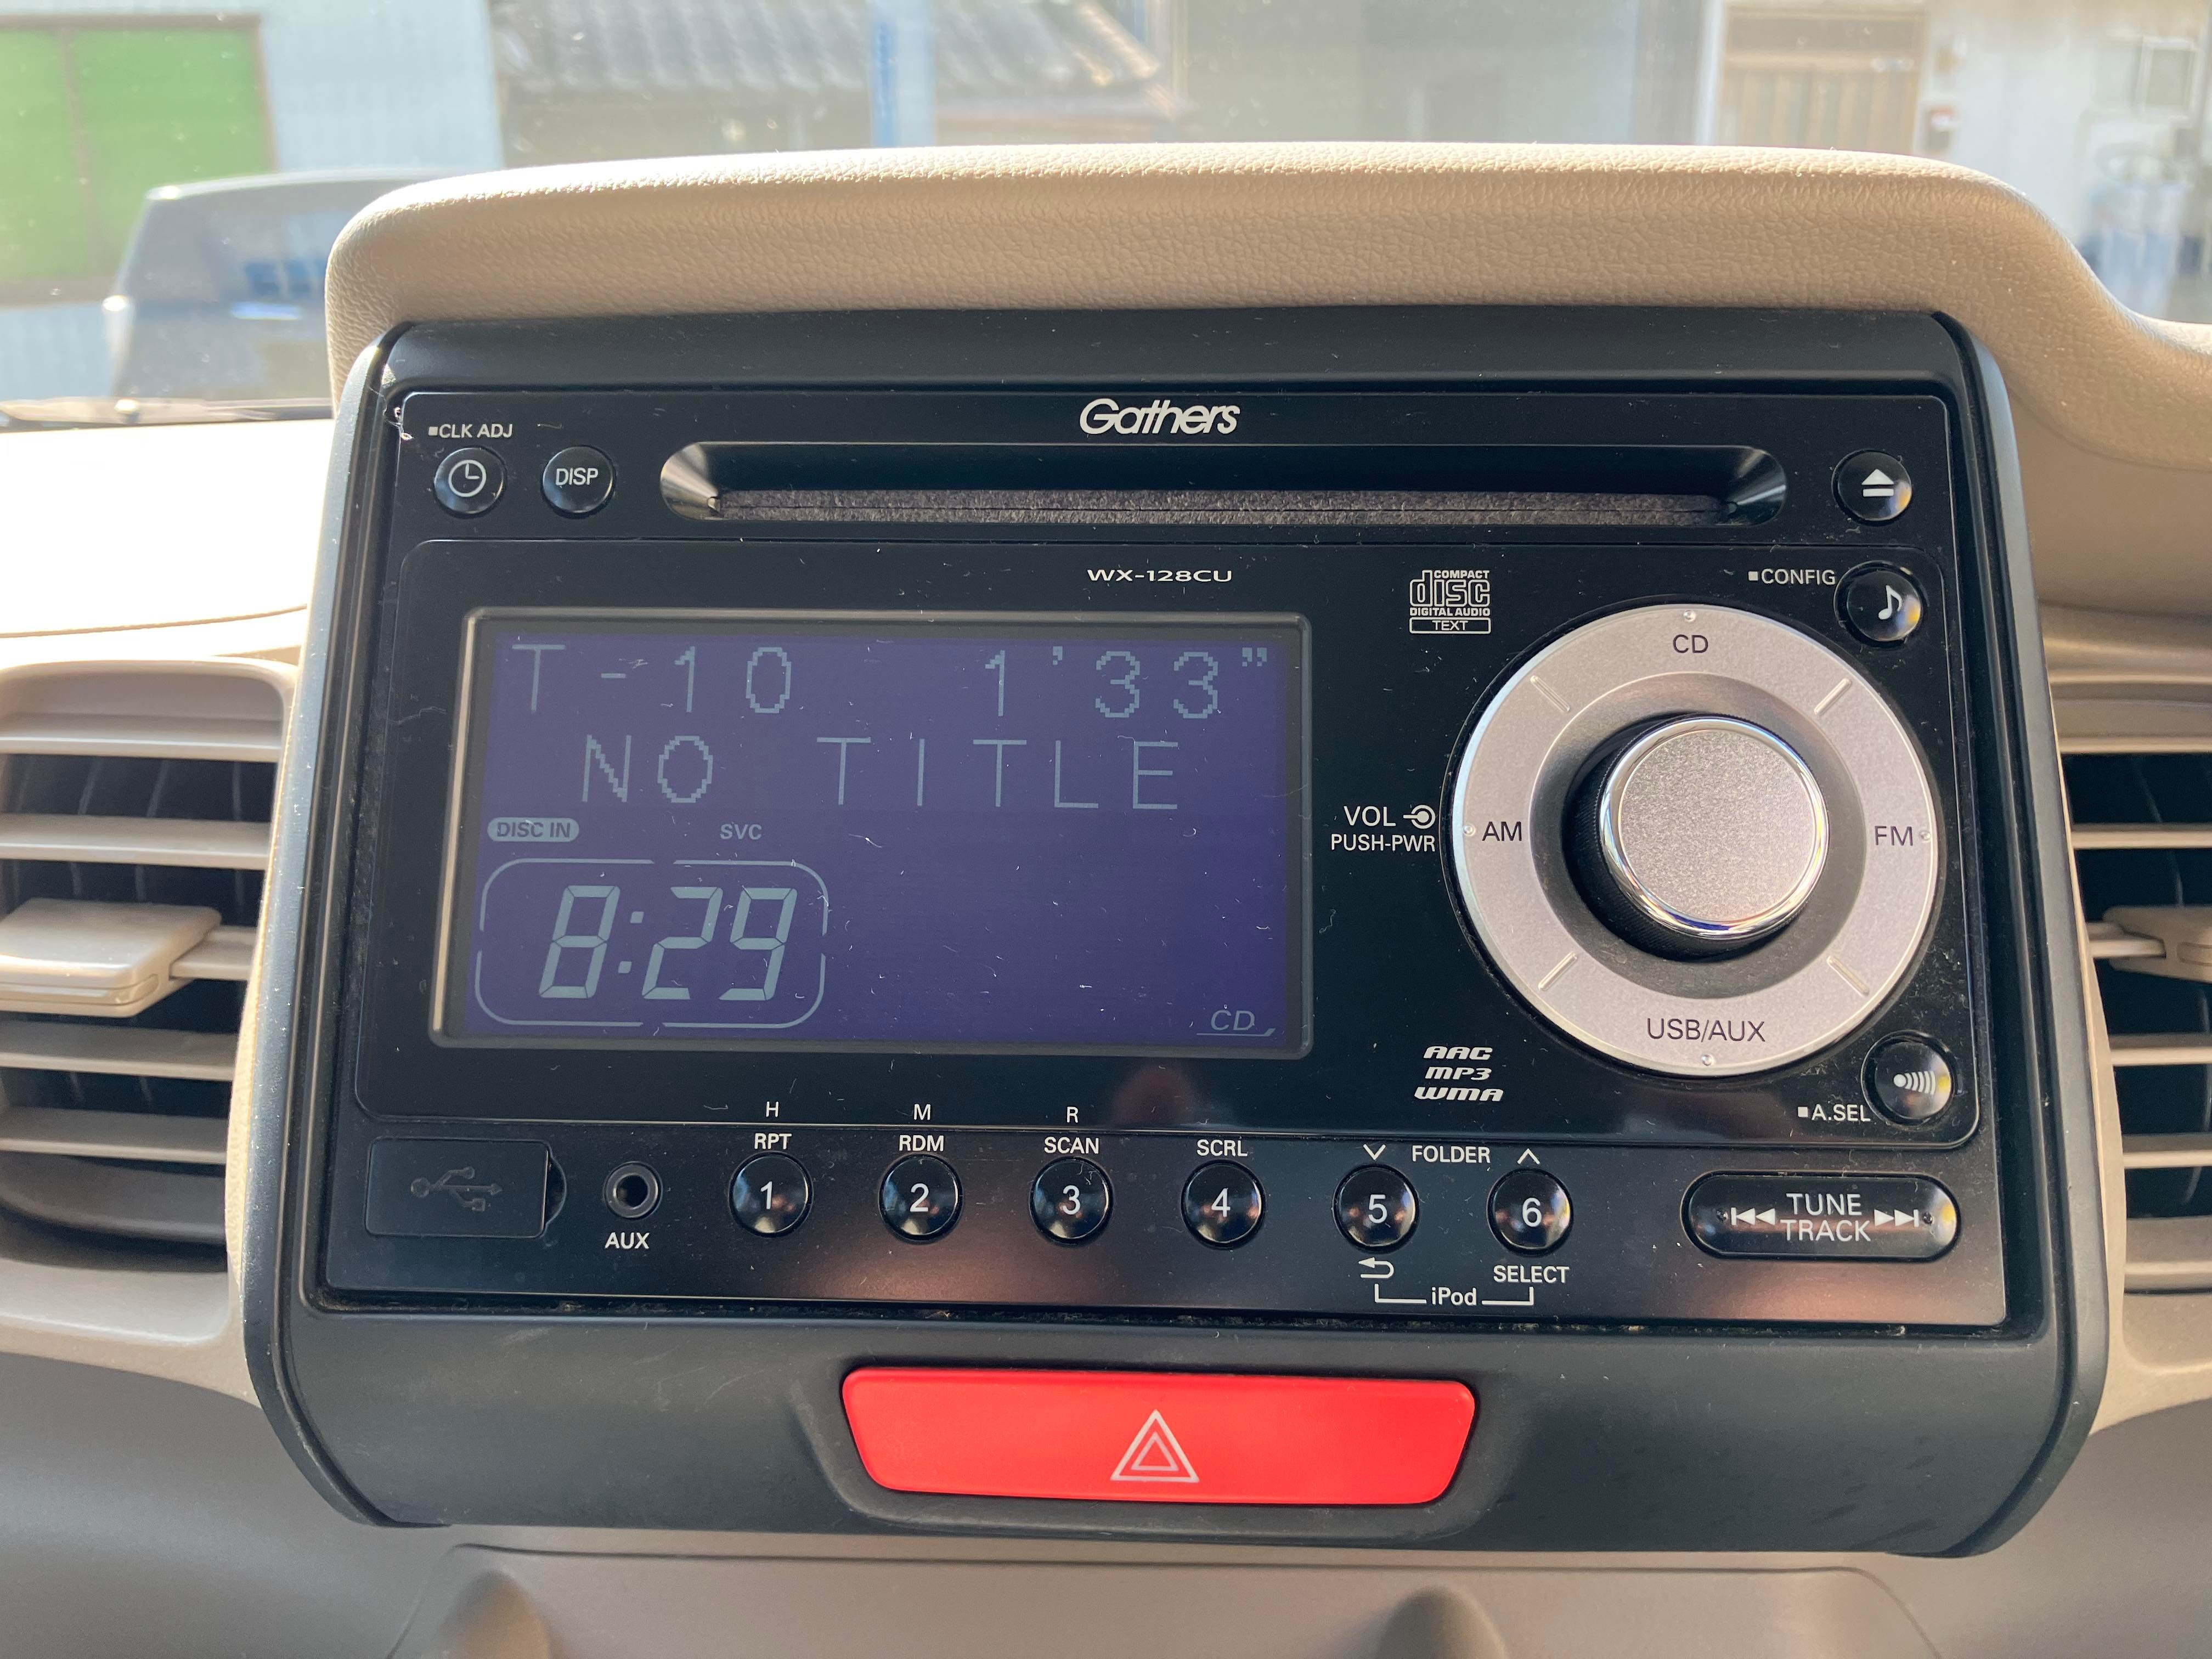 Gathers
■CLK ADJ
DISP
WX-128CU
COMPACT
disc
DIGITAL AUDIO
TEXT
■CONFIG
T-10 1'33"
NO TITLE
DISC IN SVC
8:29
CD
CD
VOL
PUSH-PWR
AM
FM
USB/AUX
AAC
MP3
WMA
■A.SEL
H M R
RPT RDM SCAN SCRL FOLDER
1 2 3 4 5 6
AUX
TUNE
TRACK
SELECT
iPod